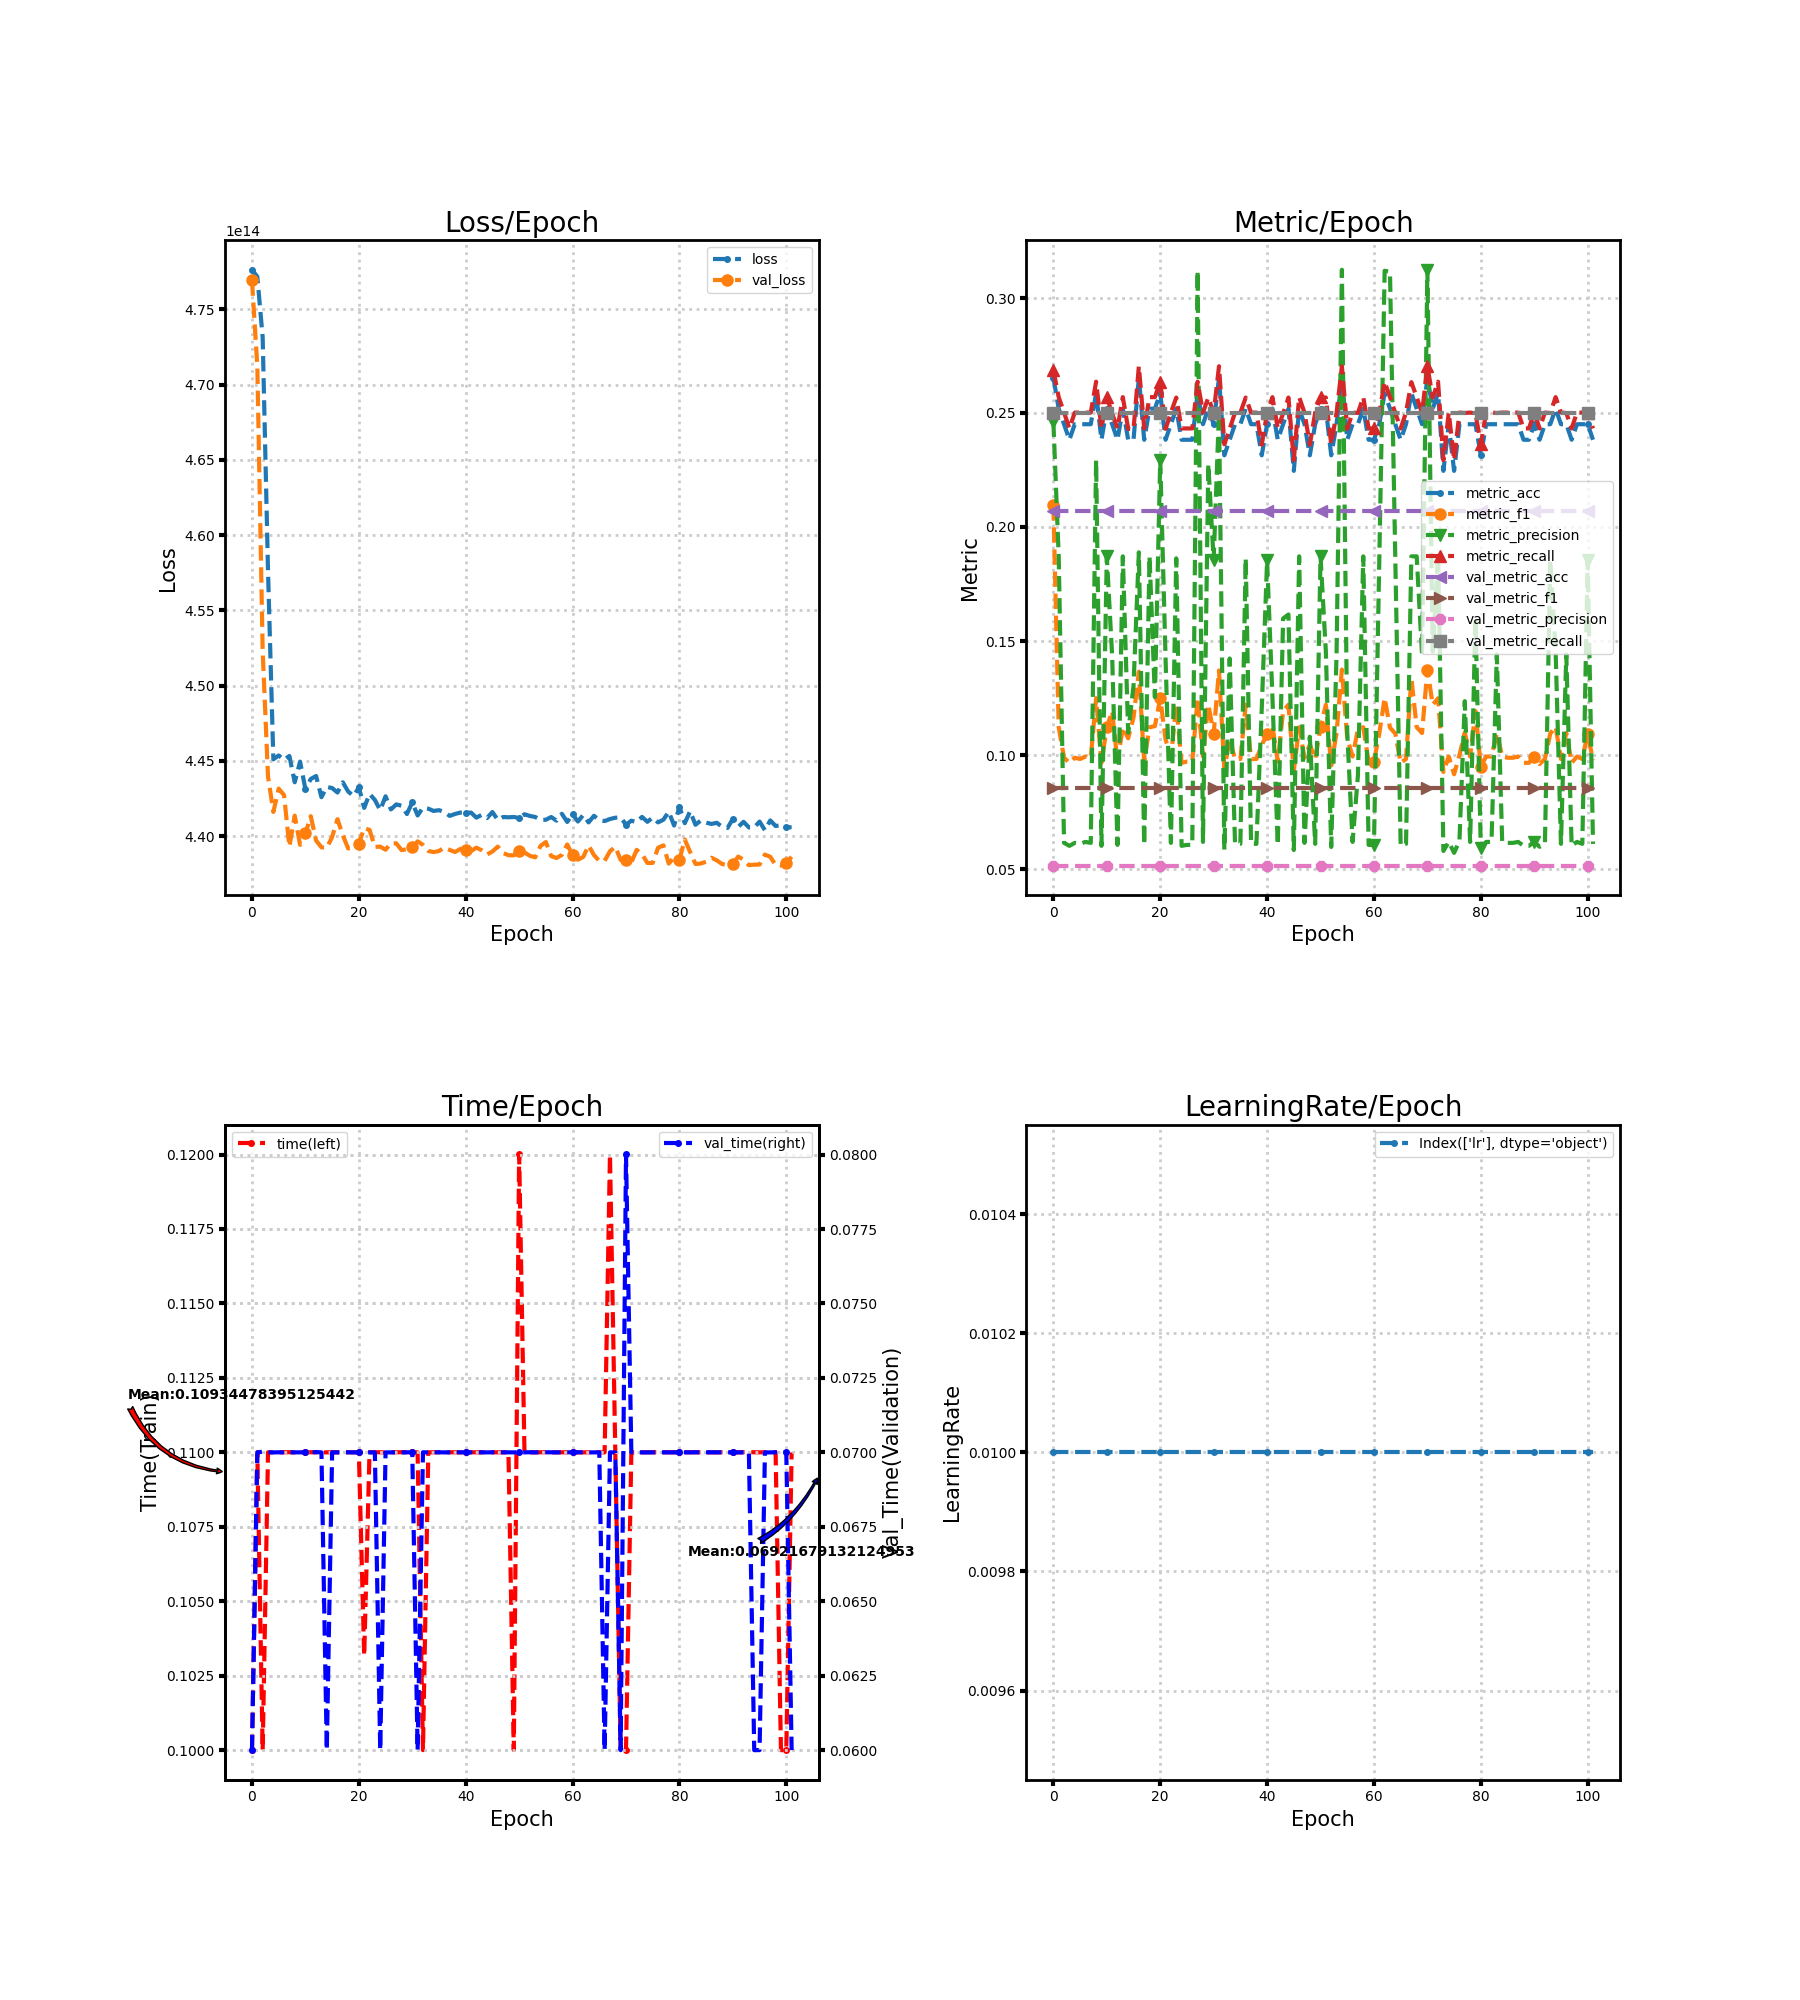 Loss/Epoch
1e14
loss
val_loss
4.75
4.70
4.65
4.60
4.55
4.50
4.45
4.40
Loss
0
20
40
60
80
100
Epoch
Metric/Epoch
0.30
0.25
0.20
0.15
0.10
0.05
Metric
metric_acc
metric_f1
metric_precision
metric_recall
val_metric_acc
val_metric_f1
val_metric_precision
val_metric_recall
0
20
40
60
80
100
Epoch
Time/Epoch
time(left)
val_time(right)
0.1200
0.1175
0.1150
0.1125
0.1100
0.1075
0.1050
0.1025
0.1000
Time(Train)
Mean:0.10934478395125442
0.0800
0.0775
0.0750
0.0725
0.0700
0.0675
0.0650
0.0625
0.0600
Val_Time(Validation)
Mean:0.06921679132124953
0
20
40
60
80
100
Epoch
LearningRate/Epoch
Index(['lr'], dtype='object')
0.0104
0.0102
0.0100
0.0098
0.0096
LearningRate
0
20
40
60
80
100
Epoch